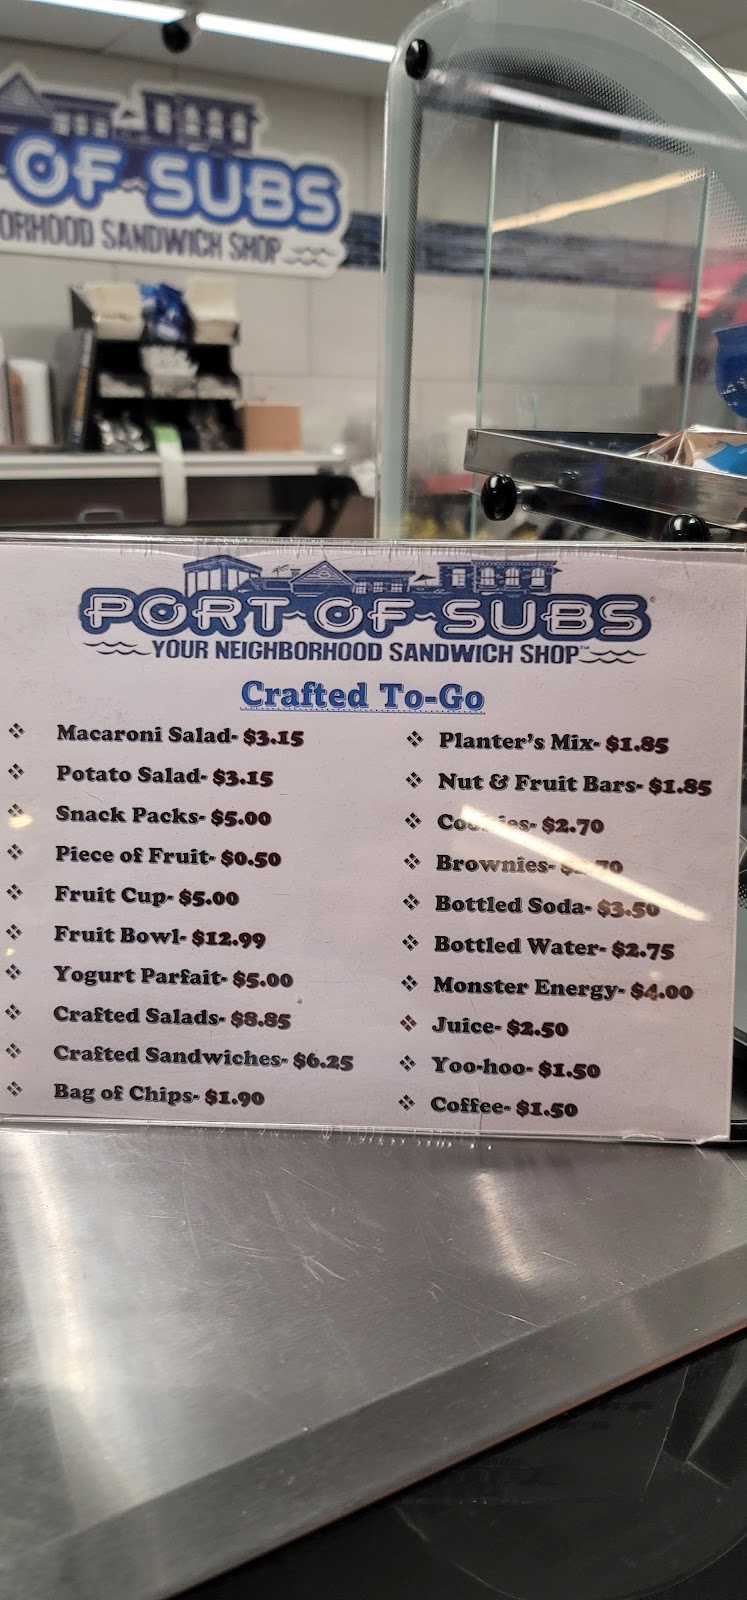 OF SUBS
ORHOOD SANDWICH SHOP
PORT OF SUBS
YOUR NEIGHBORHOOD SANDWICH SHOP™
Crafted To-Go
Macaroni Salad- $3.15
Potato Salad- $3.15
Snack Packs- $5.00
Piece of Fruit- $0.50
Fruit Cup- $5.00
Fruit Bowl- $12.99
Yogurt Parfait- $5.00
Crafted Salads- $8.85
Crafted Sandwiches- $6.25
Bag of Chips- $1.90
Planter's Mix- $1.85
Nut & Fruit Bars- $1.85
Cookies- $2.70
Brownies-
Bottled Soda- $3.50
Bottled Water- $2.75
Monster Energy- $4.00
Juice- $2.50
Yoo-hoo- $1.50
Coffee- $1.50